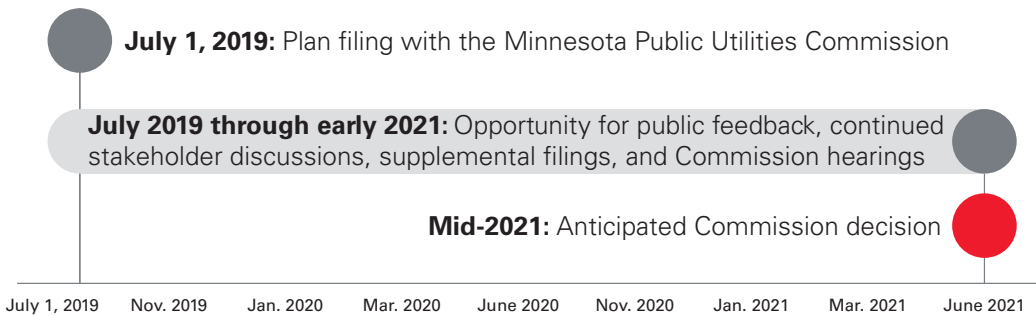 July 1, 2019: Plan filing with the Minnesota Public Utilities Commission
July 2019 through early 2021: Opportunity for public feedback, continued
stakeholder discussions, supplemental filings, and Commission hearings
Mid-2021: Anticipated Commission decision
July 1, 2019 Nov. 2019 Jan. 2020 Mar. 2020 June 2020 Nov. 2020 Jan. 2021 Mar. 2021 June 2021